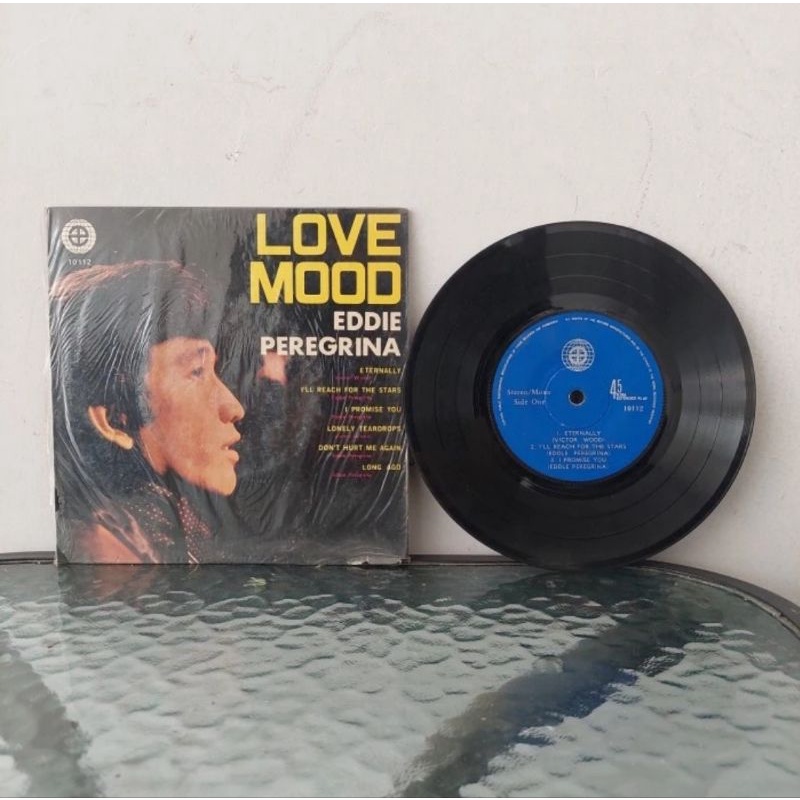 10112
LOVE
MOOD
EDDIE
PEREGRINA
ETERNALLY
I'LL REACH FOR THE STARS
I PROMISE YOU
LONELY TEARDROPS
DON'T HURT ME AGAIN
LONG AGO
Stereo/Mono
Side One
45
EXTENDED PLAY
10112
1. ETERNALLY
(VICTOR WOOD)
2. I'LL REACH FOR THE STARS
(EDDIE PEREGRINA)
3. I PROMISE YOU
(EDDIE PEREGRINA)